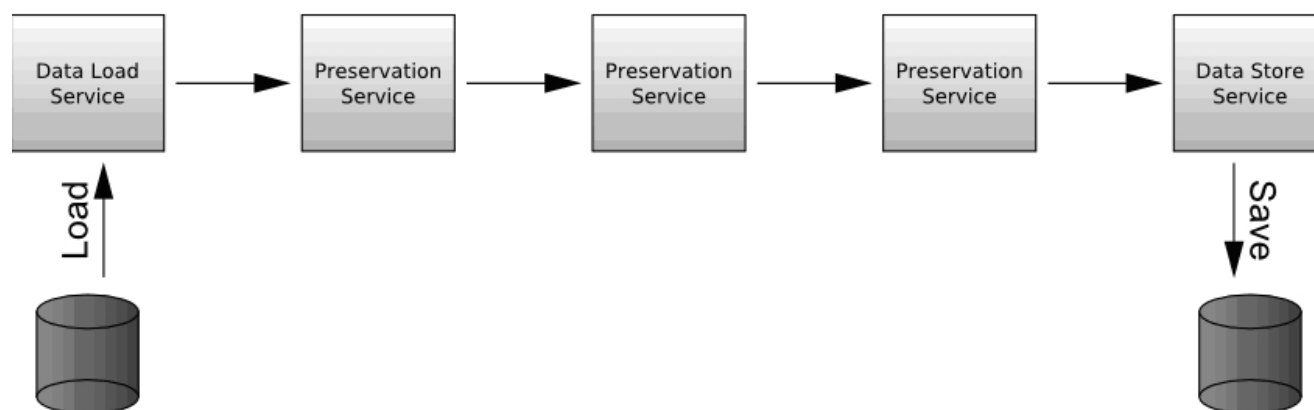 Data Load
Service
Preservation
Service
Preservation
Service
Preservation
Service
Data Store
Service
Load
Save